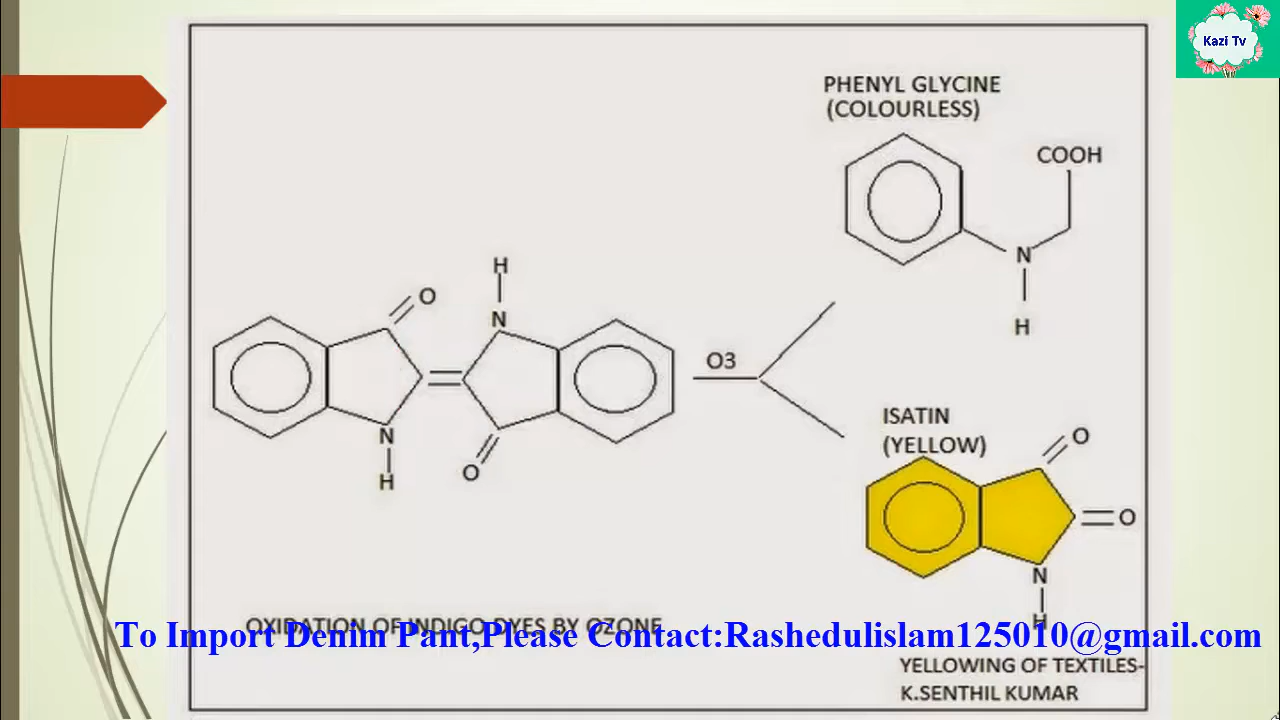 Kazi Tv
PHENYL GLYCINE
(COLOURLESS)
COOH
N
H
H
N
O
O3
N
H
O
ISATIN
(YELLOW)
O
O
N
H
OXIDATION OF INDIGO DYES BY OZONE
To Import Denim Pant,Please Contact:Rashedulislam125010@gmail.com
YELLOWING OF TEXTILES-
K.SENTHIL KUMAR